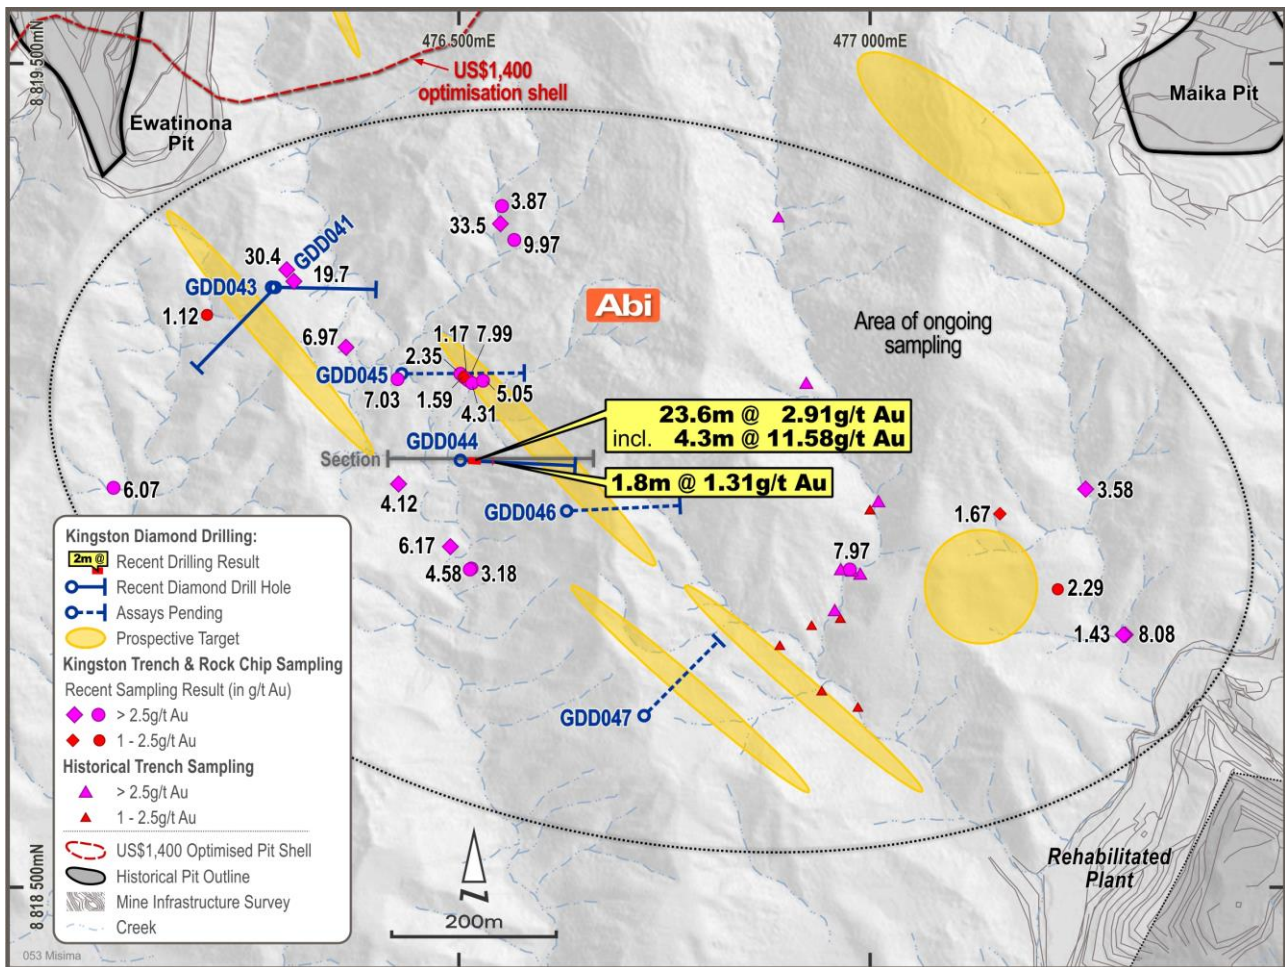 476 500mE
477 000mE
8 819 500mN
US$1,400
optimisation shell
Ewatinona
Pit
Maika Pit
3.87
33.5
9.97
30.4
GDD041
19.7
GDD043
1.12
Abi
Area of ongoing
sampling
6.97
1.17
7.99
2.35
GDD045
7.03
1.59
5.05
4.31
23.6m @ 2.91g/t Au
incl. 4.3m @ 11.58g/t Au
GDD044
Section
1.8m @ 1.31g/t Au
6.07
4.12
3.58
GDD046
1.67
6.17
7.97
4.58
3.18
2.29
1.43
8.08
GDD047
Kingston Diamond Drilling:
2m @
Recent Drilling Result
Recent Diamond Drill Hole
Assays Pending
Prospective Target
Kingston Trench & Rock Chip Sampling
Recent Sampling Result (in g/t Au)
> 2.5g/t Au
1 - 2.5g/t Au
Historical Trench Sampling
> 2.5g/t Au
1 - 2.5g/t Au
US$1,400 Optimised Pit Shell
Historical Pit Outline
Mine Infrastructure Survey
Creek
8 818 500mN
N
200m
Rehabilitated
Plant
053 Misima